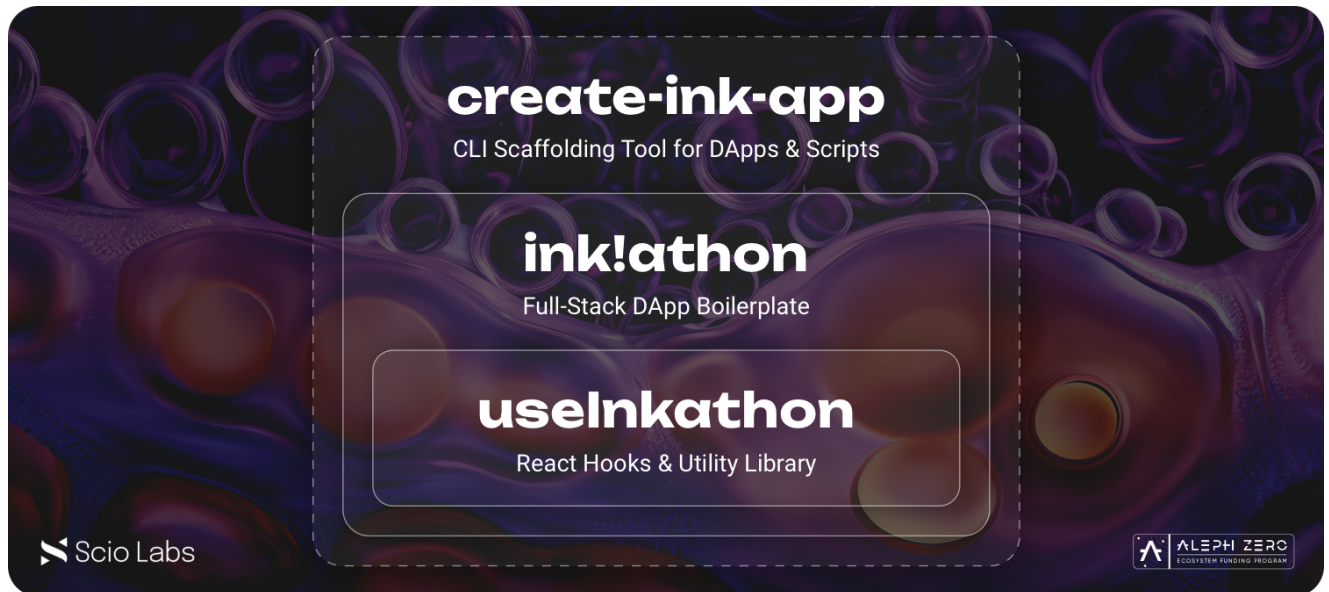 create-ink-app
CLI Scaffolding Tool for DApps & Scripts
ink!athon
Full-Stack DApp Boilerplate
useInkathon
React Hooks & Utility Library
Scio Labs
ALEPH ZERO
ECOSYSTEM FUNDING PROGRAM